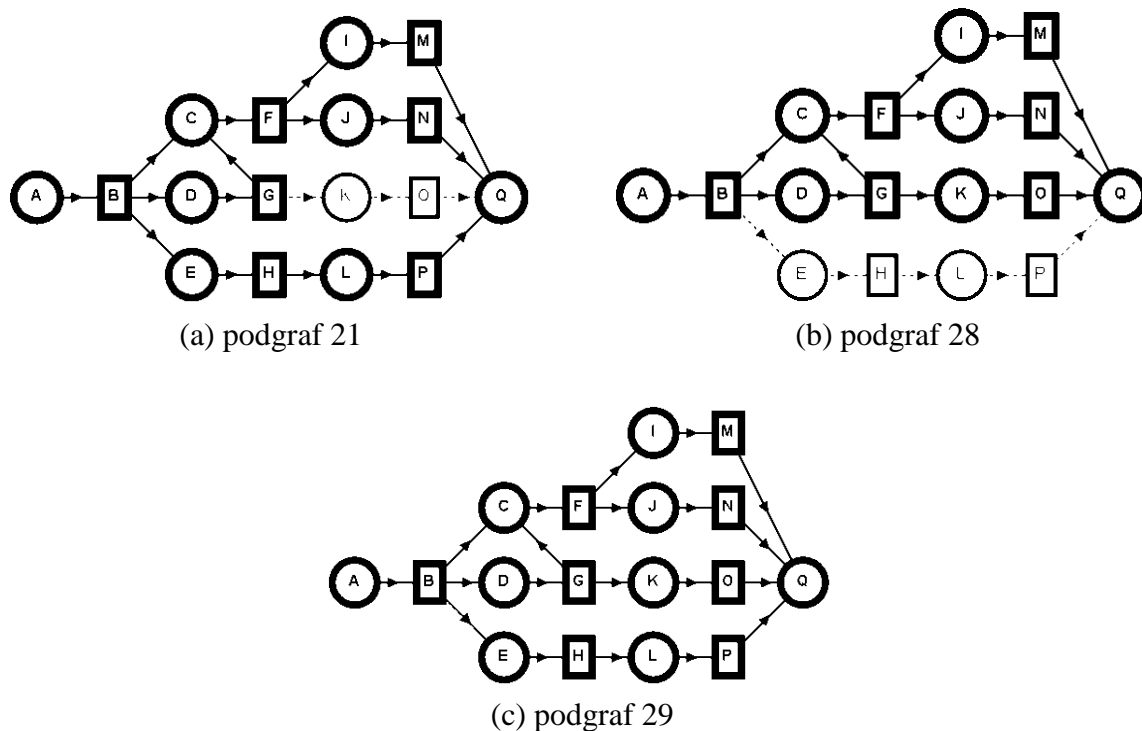 I M
C F J N
A B D G K O Q
E H L P
(a) podgraf 21
I M
C F J N
A B D G K O Q
E H L P
(b) podgraf 28
I M
C F J N
A B D G K O Q
E H L P
(c) podgraf 29